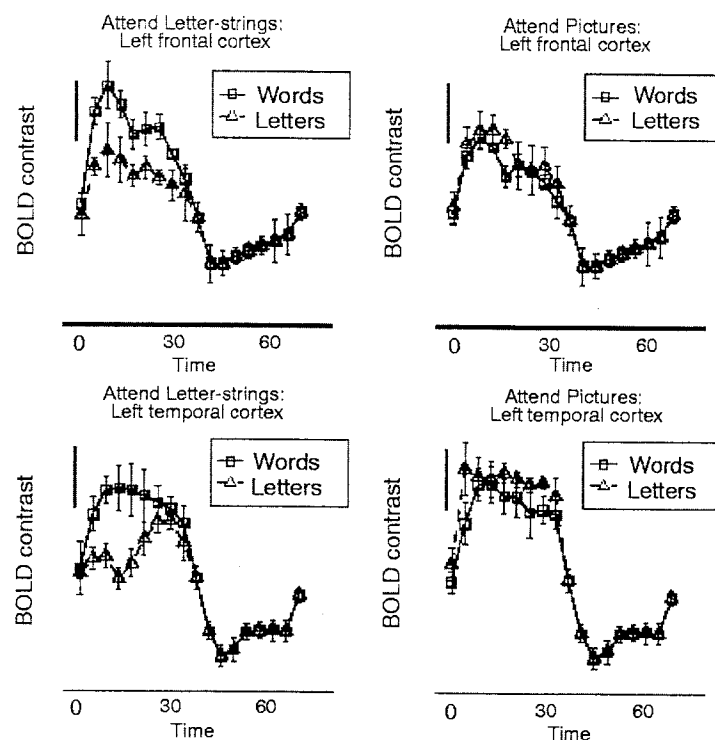 Attend Letter-strings:
Left frontal cortex
BOLD contrast
Words
Letters
0 30 60
Time
Attend Pictures:
Left frontal cortex
BOLD contrast
Words
Letters
0 30 60
Time
Attend Letter-strings:
Left temporal cortex
BOLD contrast
Words
Letters
0 30 60
Time
Attend Pictures:
Left temporal cortex
BOLD contrast
Words
Letters
0 30 60
Time